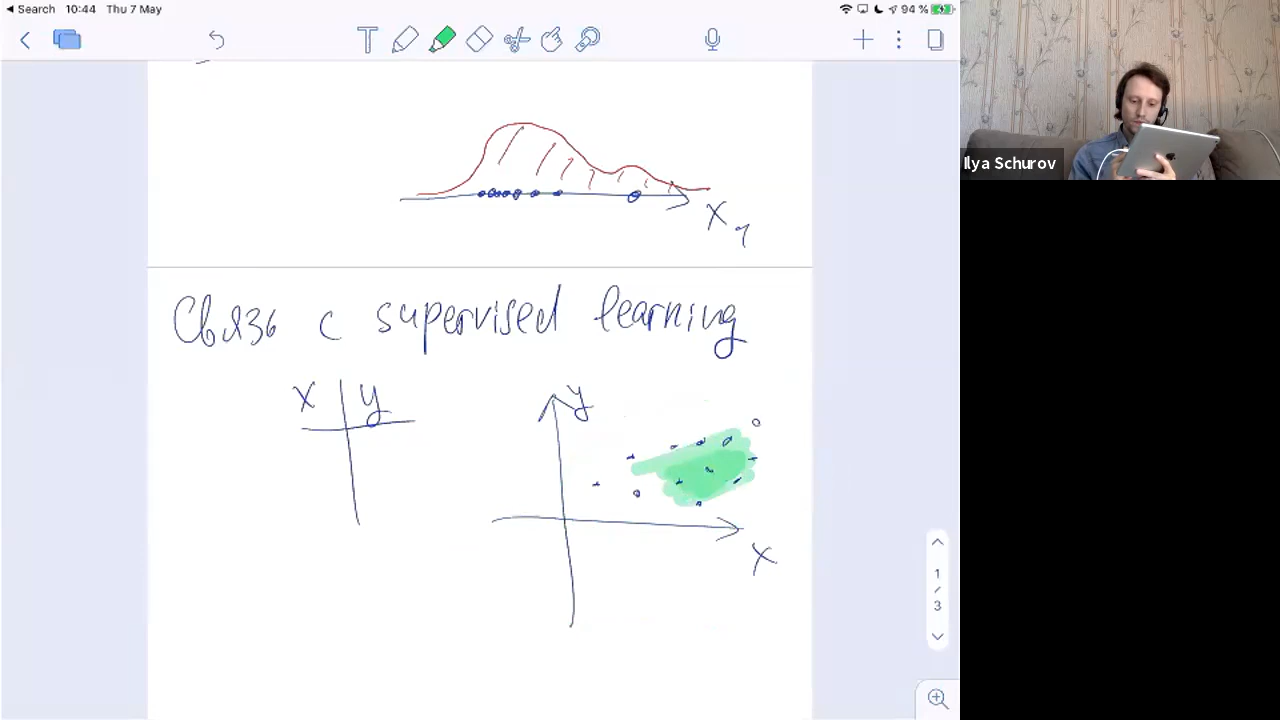 Search 10:44 Thu 7 May 94 %
T
Ilya Schurov
x₁
Связь с supervised learning
x y
y
x
1
/
3